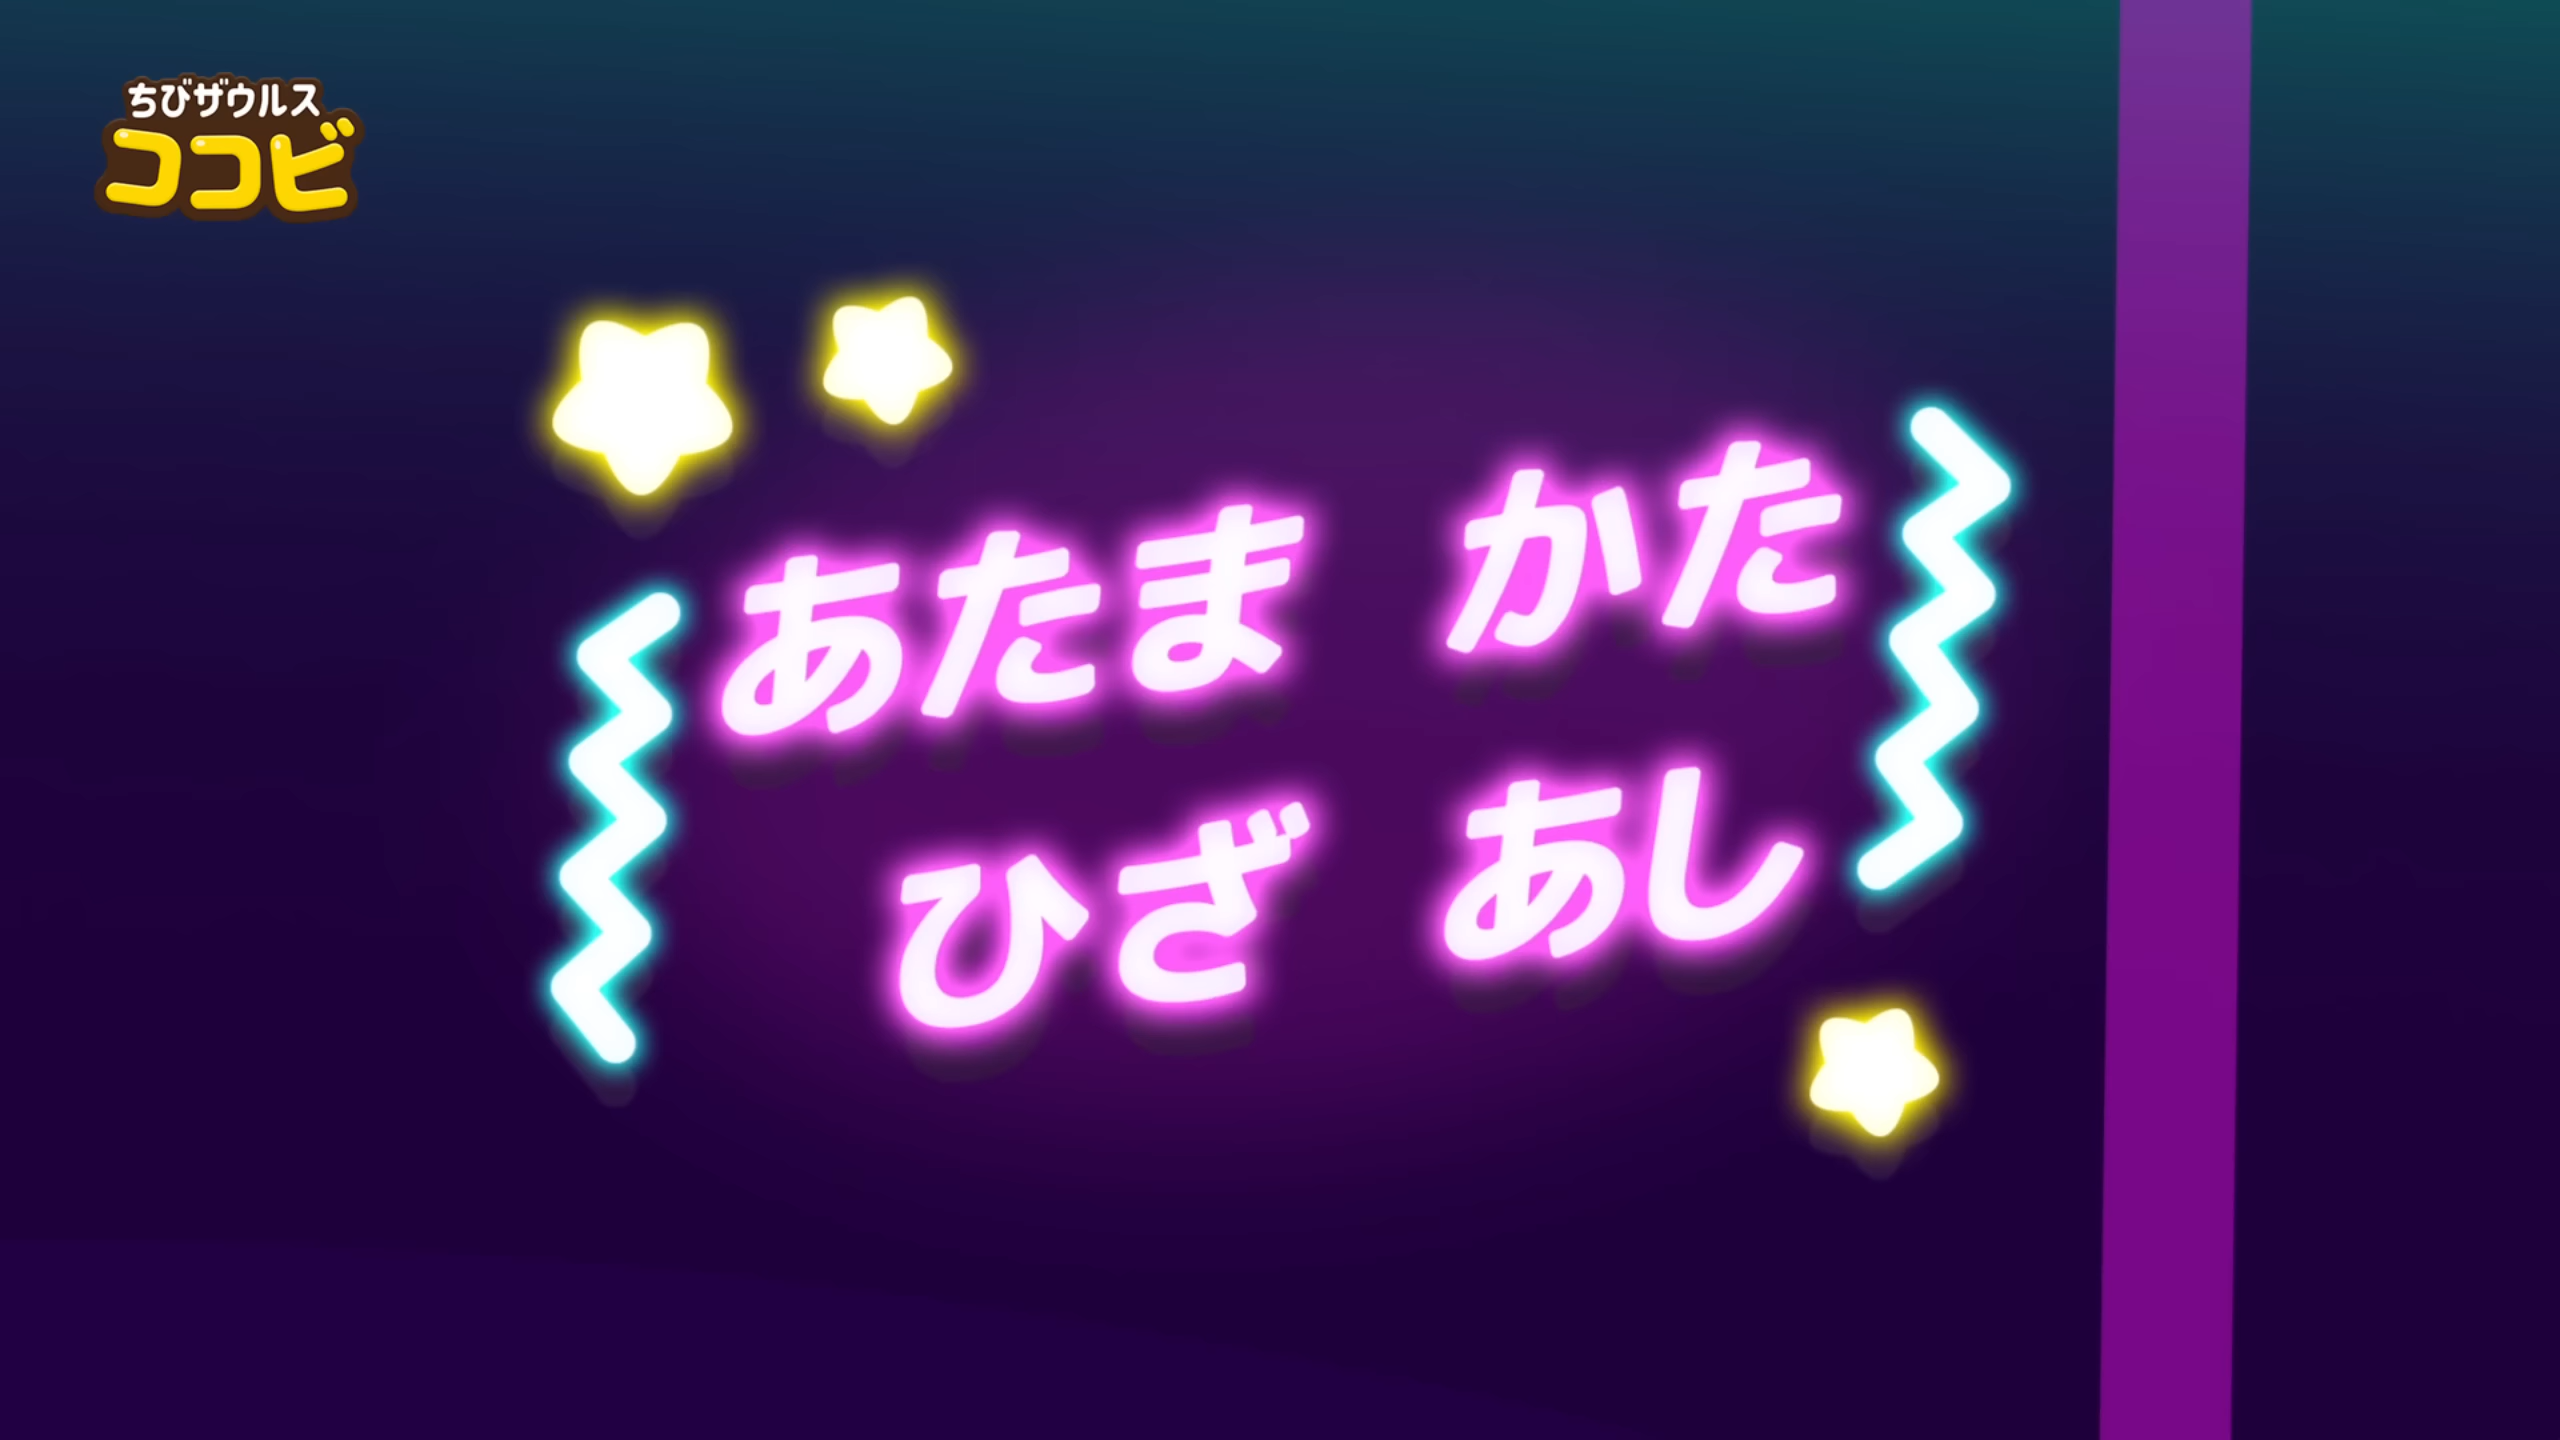 ちびザウルス
ココビ
あたま かた
ひざ あし